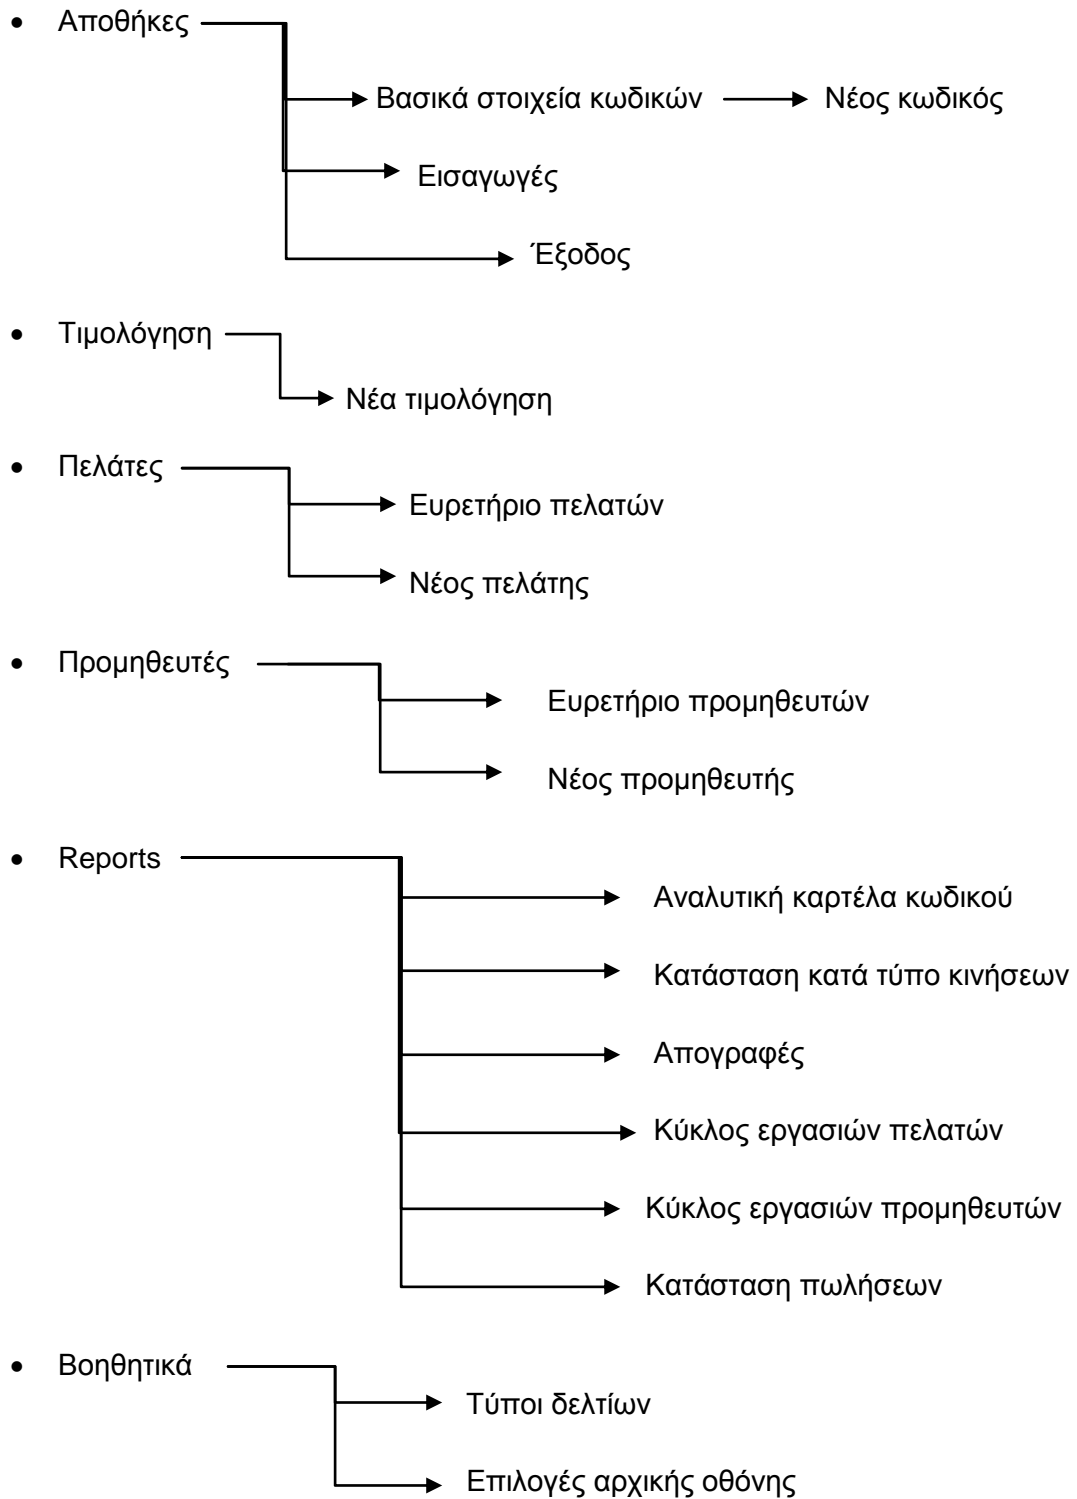 • Αποθήκες
Βασικά στοιχεία κωδικών Νέος κωδικός
Εισαγωγές
Έξοδος
• Τιμολόγηση
Νέα τιμολόγηση
• Πελάτες
Ευρετήριο πελατών
Νέος πελάτης
• Προμηθευτές
Ευρετήριο προμηθευτών
Νέος προμηθευτής
• Reports
Αναλυτική καρτέλα κωδικού
Κατάσταση κατά τύπο κινήσεων
Απογραφές
Κύκλος εργασιών πελατών
Κύκλος εργασιών προμηθευτών
Κατάσταση πωλήσεων
• Βοηθητικά
Τύποι δελτίων
Επιλογές αρχικής οθόνης